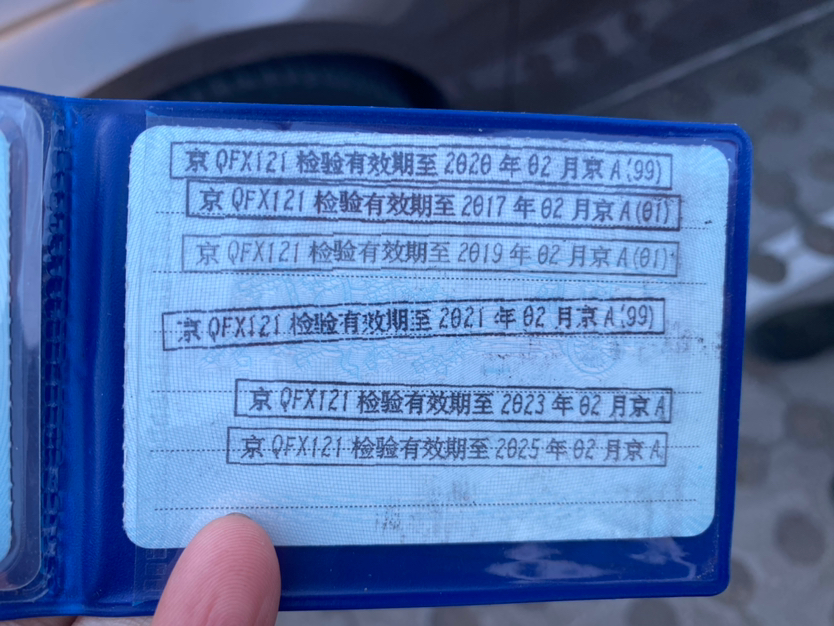 京 QFX121 检验有效期至 2020 年 02 月京 A(99)
京 QFX121 检验有效期至 2017 年 02 月京 A(01)
京 QFX121 检验有效期至 2019 年 02 月京 A(01)
京 QFX121 检验有效期至 2021 年 02 月京 A(99)
京 QFX121 检验有效期至 2023 年 02 月京 A
京 QFX121 检验有效期至 2025 年 02 月京 A